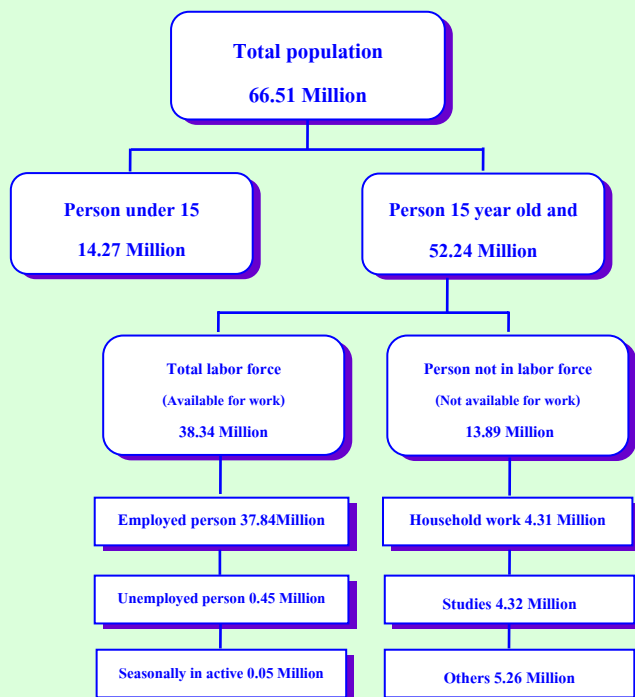 Total population
66.51 Million
Person under 15
14.27 Million
Person 15 year old and
52.24 Million
Total labor force
(Available for work)
38.34 Million
Person not in labor force
(Not available for work)
13.89 Million
Employed person 37.84Million
Household work 4.31 Million
Unemployed person 0.45 Million
Studies 4.32 Million
Seasonally in active 0.05 Million
Others 5.26 Million